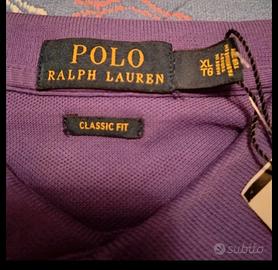 POLO
RALPH LAUREN
XL
TG
CLASSIC FIT
subito